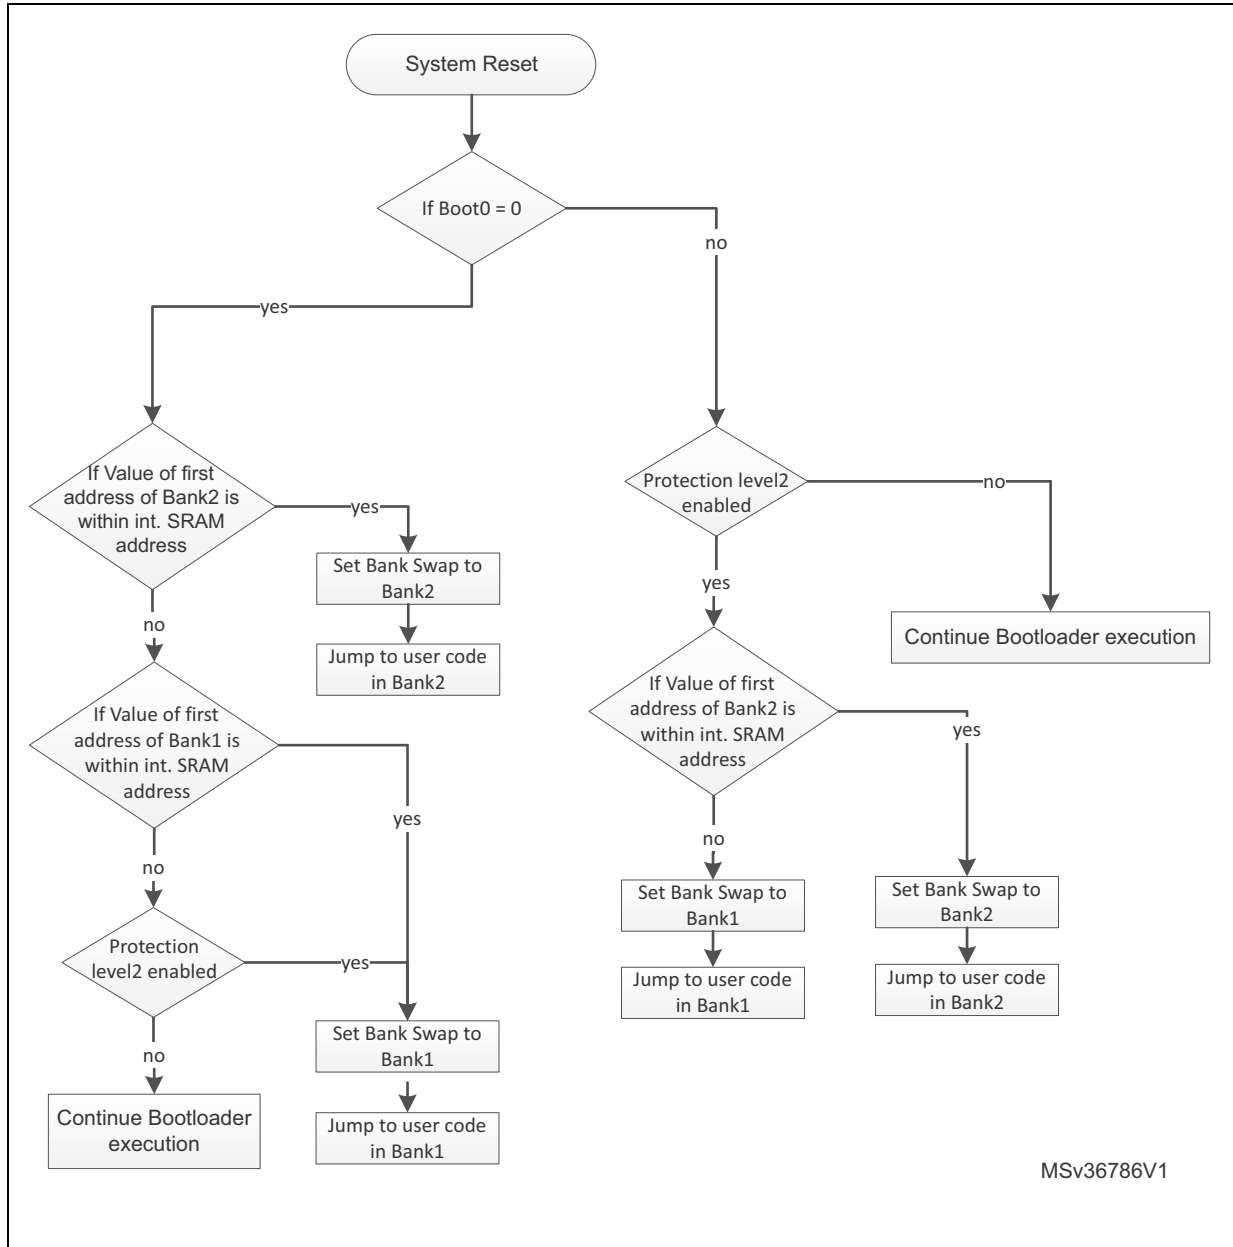 System Reset
If Boot0 = 0
no
yes
If Value of first
address of Bank2 is
within int. SRAM
address
yes
Set Bank Swap to
Bank2
Jump to user code
in Bank2
no
If Value of first
address of Bank1 is
within int. SRAM
address
yes
no
Protection
level2 enabled
yes
Set Bank Swap to
Bank1
Jump to user code
in Bank1
no
Continue Bootloader
execution
Protection level2
enabled
no
Continue Bootloader execution
yes
If Value of first
address of Bank2 is
within int. SRAM
address
yes
no
Set Bank Swap to
Bank1
Jump to user code
in Bank1
Set Bank Swap to
Bank2
Jump to user code
in Bank2
MSv36786V1